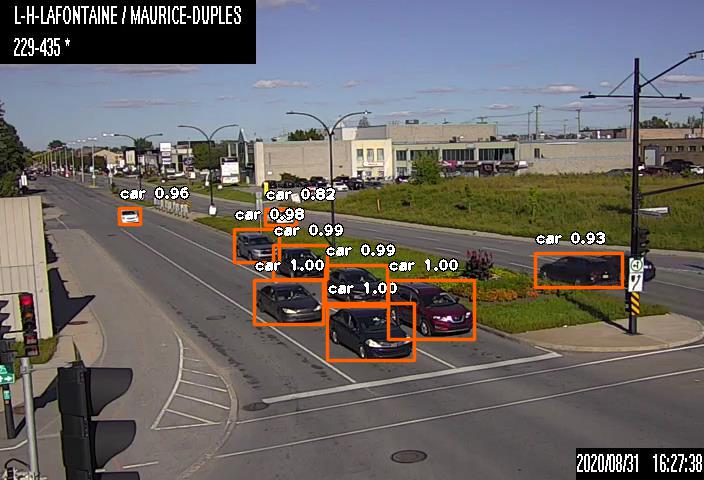 L-H-LAFONTAINE / MAURICE-DUPLES
229-435 *
car 0.96
car 0.82
car 0.98
car 0.99
car 0.93
car 0.99
car 1.00
car 1.00
car 1.00
2020/08/31 16:27:38